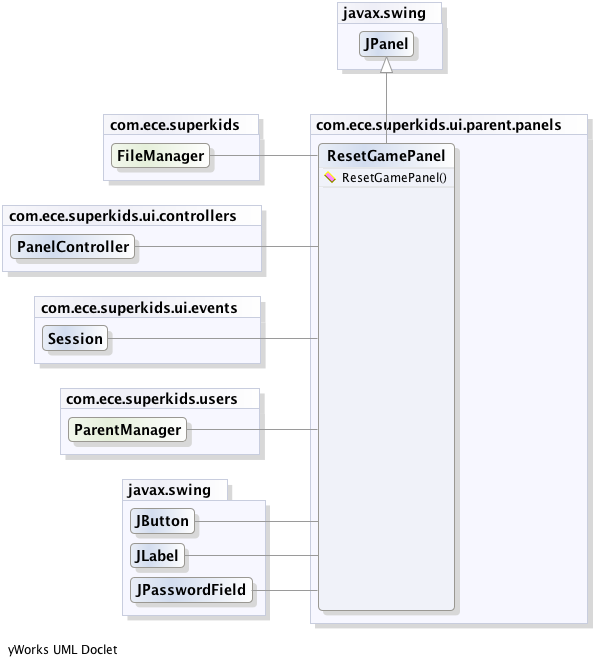 javax.swing
JPanel
com.ece.superkids
FileManager
com.ece.superkids.ui.parent.panels
ResetGamePanel
ResetGamePanel()
com.ece.superkids.ui.controllers
PanelController
com.ece.superkids.ui.events
Session
com.ece.superkids.users
ParentManager
javax.swing
JButton
JLabel
JPasswordField
yWorks UML Doclet